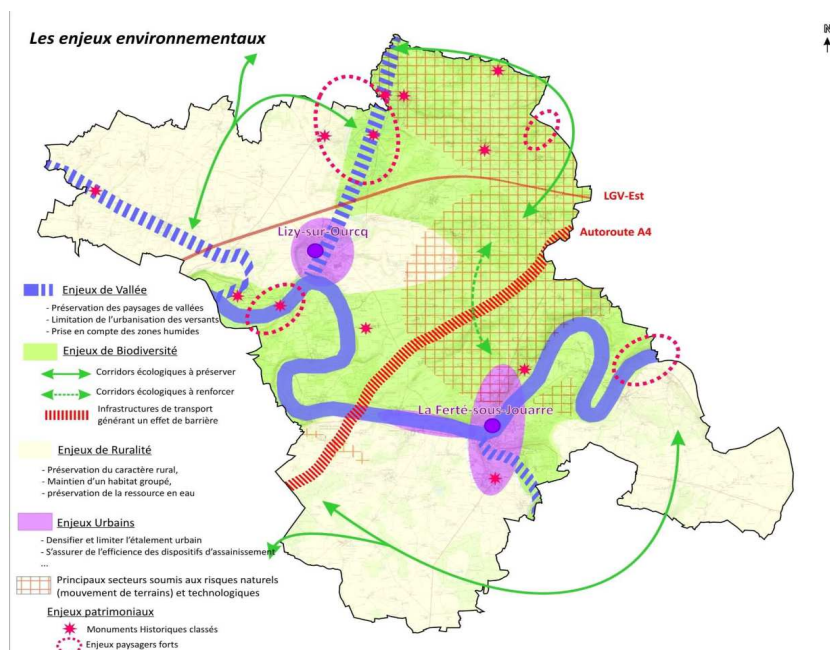 Les enjeux environnementaux
N
LGV-Est
Autoroute A4
Lizy-sur-Ourcq
La Ferté-sous-Jouarre
Enjeux de Vallée
- Préservation des paysages de vallées
- Limitation de l'urbanisation des versants
- Prise en compte des zones humides
Enjeux de Biodiversité
Corridors écologiques à préserver
Corridors écologiques à renforcer
Infrastructures de transport
générant un effet de barrière
Enjeux de Ruralité
- Préservation du caractère rural,
- Maintien d'un habitat groupé,
- préservation de la ressource en eau
Enjeux Urbains
- Densifier et limiter l'étalement urbain
- S'assurer de l'efficience des dispositifs d'assainissement
...
Principaux secteurs soumis aux risques naturels
(mouvement de terrains) et technologiques
Enjeux patrimoniaux
Monuments Historiques classés
Enjeux paysagers forts